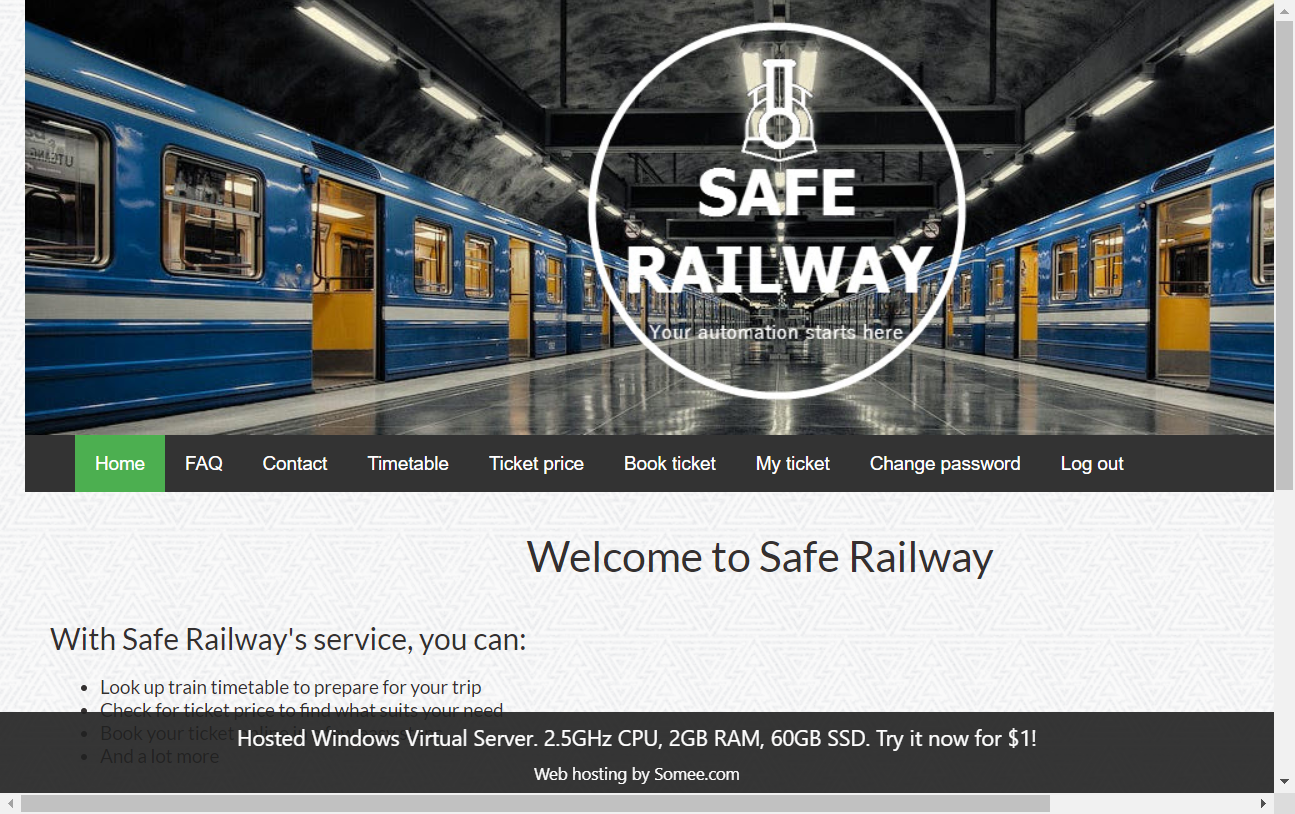 SAFE
RAILWAY
Your automation starts here
Home FAQ Contact Timetable Ticket price Book ticket My ticket Change password Log out
Welcome to Safe Railway
With Safe Railway's service, you can:
Look up train timetable to prepare for your trip
Check for ticket price to find what suits your need
Book your ticket
And a lot more
Hosted Windows Virtual Server. 2.5GHz CPU, 2GB RAM, 60GB SSD. Try it now for $1!
Web hosting by Somee.com